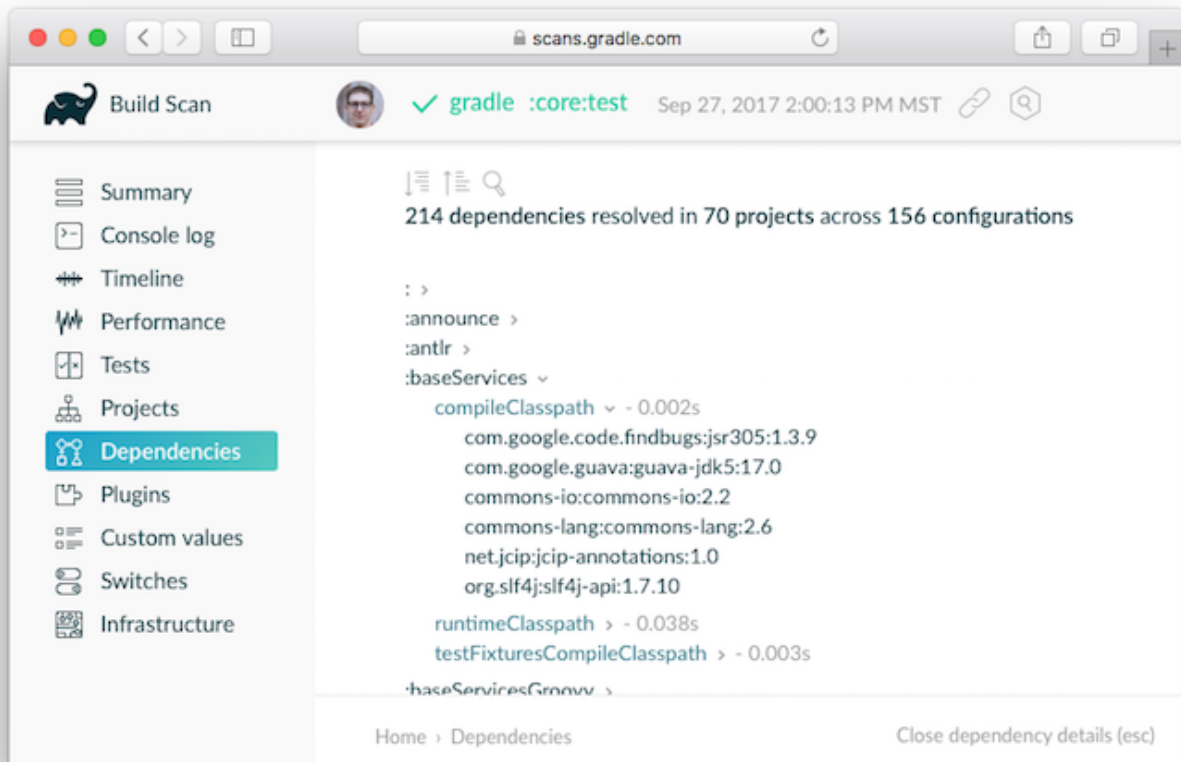 scans.gradle.com
Build Scan
gradle :core:test Sep 27, 2017 2:00:13 PM MST
Summary
Console log
Timeline
Performance
Tests
Projects
Dependencies
Plugins
Custom values
Switches
Infrastructure
214 dependencies resolved in 70 projects across 156 configurations
: >
:announce >
:antlr >
:baseServices
compileClasspath - 0.002s
com.google.code.findbugs:jsr305:1.3.9
com.google.guava:guava-jdk5:17.0
commons-io:commons-io:2.2
commons-lang:commons-lang:2.6
net.jcip:jcip-annotations:1.0
org.slf4j:slf4j-api:1.7.10
runtimeClasspath > - 0.038s
testFixturesCompileClasspath > - 0.003s
:baseServicesGroovy >
Home > Dependencies
Close dependency details (esc)